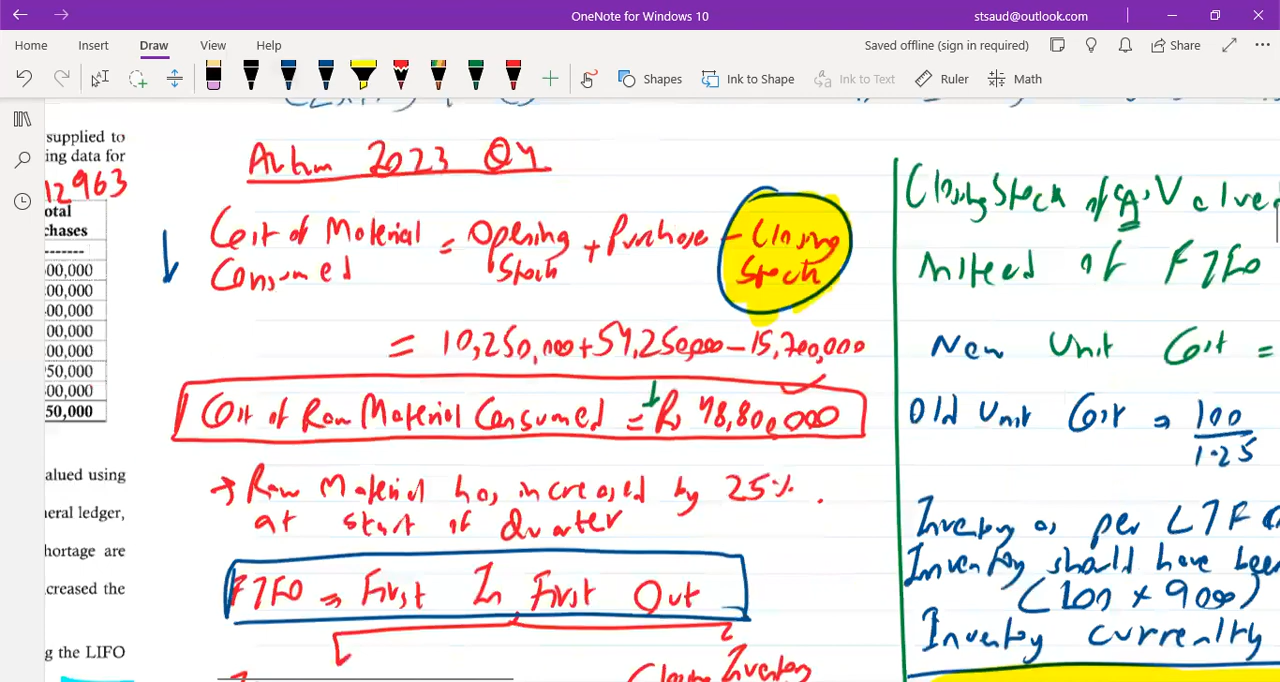 OneNote for Windows 10
stsaud@outlook.com
Home Insert Draw View Help
Saved offline (sign in required)
Share
Shapes
Ink to Shape
Ink to Text
Ruler
Math
supplied to
ing data for
12963
otal
chases
00,000
00,000
00,000
00,000
00,000
950,000
00,000
50,000
alued using
neral ledger,
hortage are
creased the
g the LIFO
2023 Q4
Cost of Material Consumed = Opening Stock + Purchase - Closing Stock
= 10,250,000 + 54,250,000 - 15,700,000
Cost of Raw Material Consumed = Rs 48,800,000
→ Raw Material has increased by 25%.
at start of Quarter
FIFO => First In First Out
Closing Inventory
Closing Stock of A Valued
Instead of FIFO
New Unit Cost =
Old Unit Cost => 100
1.25
Inventory as per LIFO
Inventory should have been
(100 × 9000)
Inventory currently